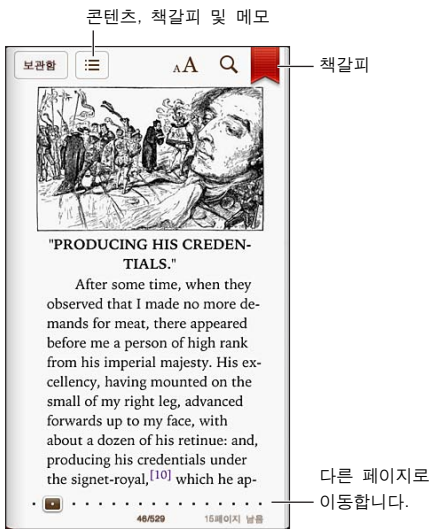 콘텐츠, 책갈피 및 메모
보관함
AA
책갈피
"PRODUCING HIS CREDEN-
TIALS."
After some time, when they
observed that I made no more de-
mands for meat, there appeared
before me a person of high rank
from his imperial majesty. His ex-
cellency, having mounted on the
small of my right leg, advanced
forwards up to my face, with
about a dozen of his retinue: and,
producing his credentials under
the signet-royal,[10] which he ap-
다른 페이지로
이동합니다.
46/529
15페이지 남음